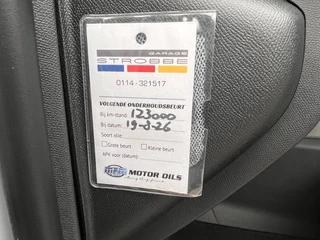 GARAGE
STROBBE
0114 - 321517
VOLGENDE ONDERHOUDSBEURT
Bij km-stand: 123000
Bij datum: 19-8-26
Soort olie:
Grote beurt Kleine beurt
APK voor (datum):
MOTOR OILS